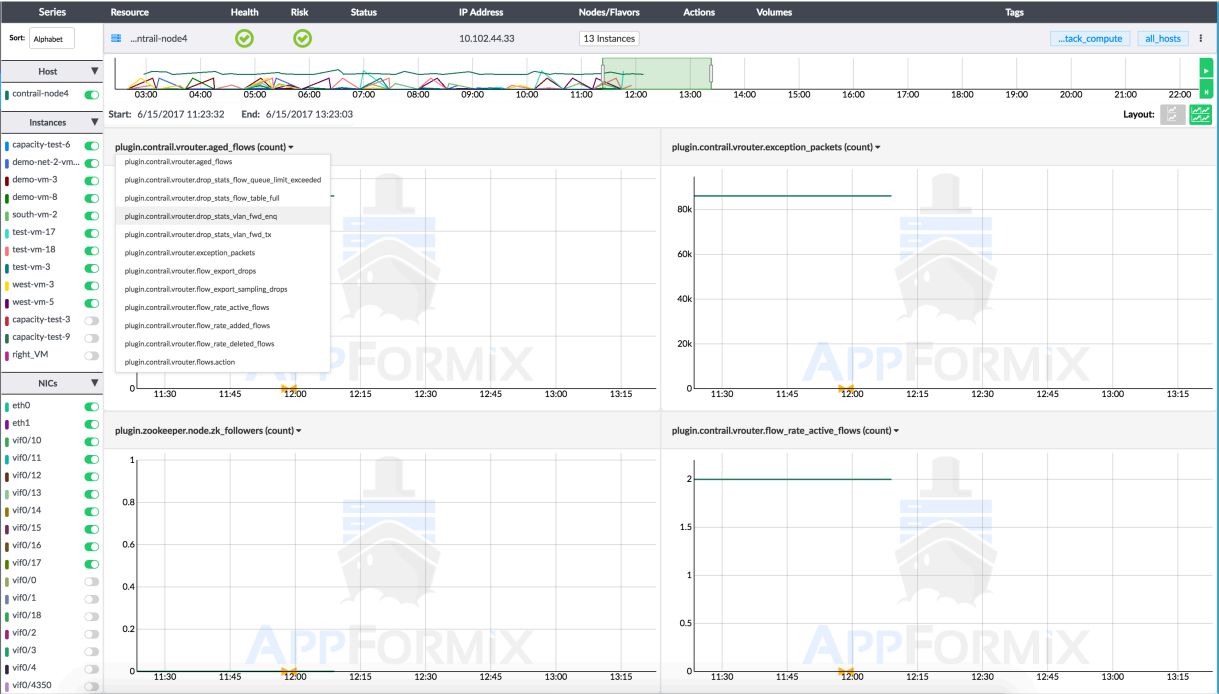 Series Resource Health Risk Status IP Address Nodes/Flavors Actions Volumes Tags
Sort: Alphabet
...ntrail-node4 10.102.44.33 13 Instances ...tack_compute all_hosts
Host
contrail-node4
03:00 04:00 05:00 06:00 07:00 08:00 09:00 10:00 11:00 12:00 13:00 14:00 15:00 16:00 17:00 18:00 19:00 20:00 21:00 22:00
Start: 6/15/2017 11:23:32 End: 6/15/2017 13:23:03 Layout:
Instances
capacity-test-6
demo-net-2-vm...
demo-vm-3
demo-vm-8
south-vm-2
test-vm-17
test-vm-18
test-vm-3
west-vm-3
west-vm-5
capacity-test-3
capacity-test-9
right_VM
NICs
eth0
eth1
vif0/10
vif0/11
vif0/12
vif0/13
vif0/14
vif0/15
vif0/16
vif0/17
vif0/0
vif0/1
vif0/18
vif0/2
vif0/3
vif0/4
vif0/4350
plugin.contrail.vrouter.aged_flows (count)
plugin.contrail.vrouter.aged_flows
plugin.contrail.vrouter.drop_stats_flow_queue_limit_exceeded
plugin.contrail.vrouter.drop_stats_flow_table_full
plugin.contrail.vrouter.drop_stats_vlan_fwd_enq
plugin.contrail.vrouter.drop_stats_vlan_fwd_tx
plugin.contrail.vrouter.exception_packets
plugin.contrail.vrouter.flow_export_drops
plugin.contrail.vrouter.flow_export_sampling_drops
plugin.contrail.vrouter.flow_rate_active_flows
plugin.contrail.vrouter.flow_rate_added_flows
plugin.contrail.vrouter.flow_rate_deleted_flows
plugin.contrail.vrouter.flows.action
APPFORMIX
0
11:30 11:45 12:00 12:15 12:30 12:45 13:00 13:15
plugin.contrail.vrouter.exception_packets (count)
80k
60k
40k
20k
APPFORMIX
0
11:30 11:45 12:00 12:15 12:30 12:45 13:00 13:15
plugin.zookeeper.node.zk_followers (count)
1
0.8
0.6
0.4
0.2
APPFORMIX
0
11:30 11:45 12:00 12:15 12:30 12:45 13:00 13:15
plugin.contrail.vrouter.flow_rate_active_flows (count)
2
1.5
1
0.5
APPFORMIX
0
11:30 11:45 12:00 12:15 12:30 12:45 13:00 13:15